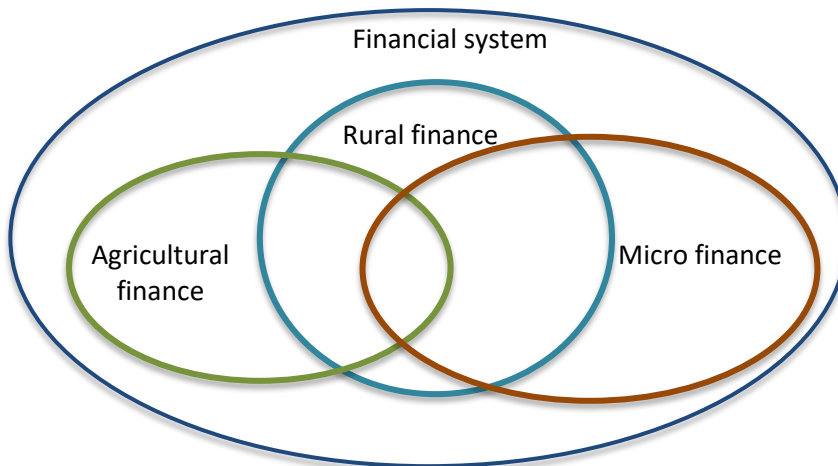 Financial system
Rural finance
Agricultural
finance
Micro finance